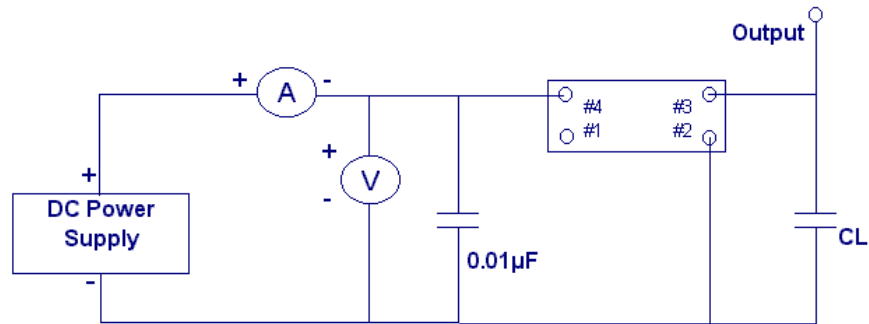 Output
+ A -
#4 #3
#1 #2
+
V
-
+
DC Power
Supply
-
0.01µF
CL